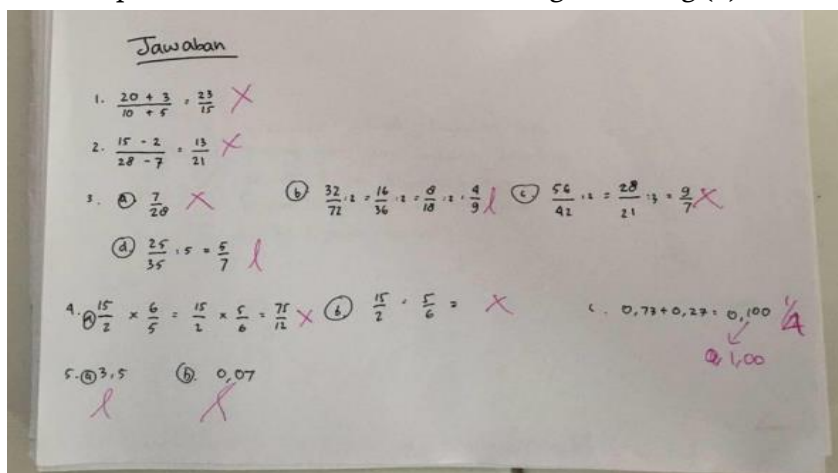 Jawaban
1. 20 + 3 / 10 + 5 = 23/15
2. 15 - 2 / 28 - 7 = 13/21
3. ⓐ 7/28 ⓑ 32/72 :2 = 16/36 :2 = 8/18 :2 = 4/9 ⓒ 56/42 :2 = 28/21 :3 = 9/7
ⓓ 25/35 : 5 = 5/7
4. ⓐ 15/2 × 6/5 = 15/2 × 5/6 = 75/12 ⓑ 15/2 - 5/6 = c. 0,73 + 0,27 = 0,100
1,00
5. ⓐ 3,5 ⓑ. 0,07